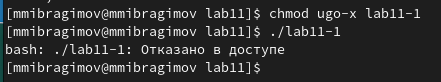 [mmibragimov@mmibragimov lab11]$ chmod ugo-x lab11-1
[mmibragimov@mmibragimov lab11]$ ./lab11-1
bash: ./lab11-1: Отказано в доступе
[mmibragimov@mmibragimov lab11]$